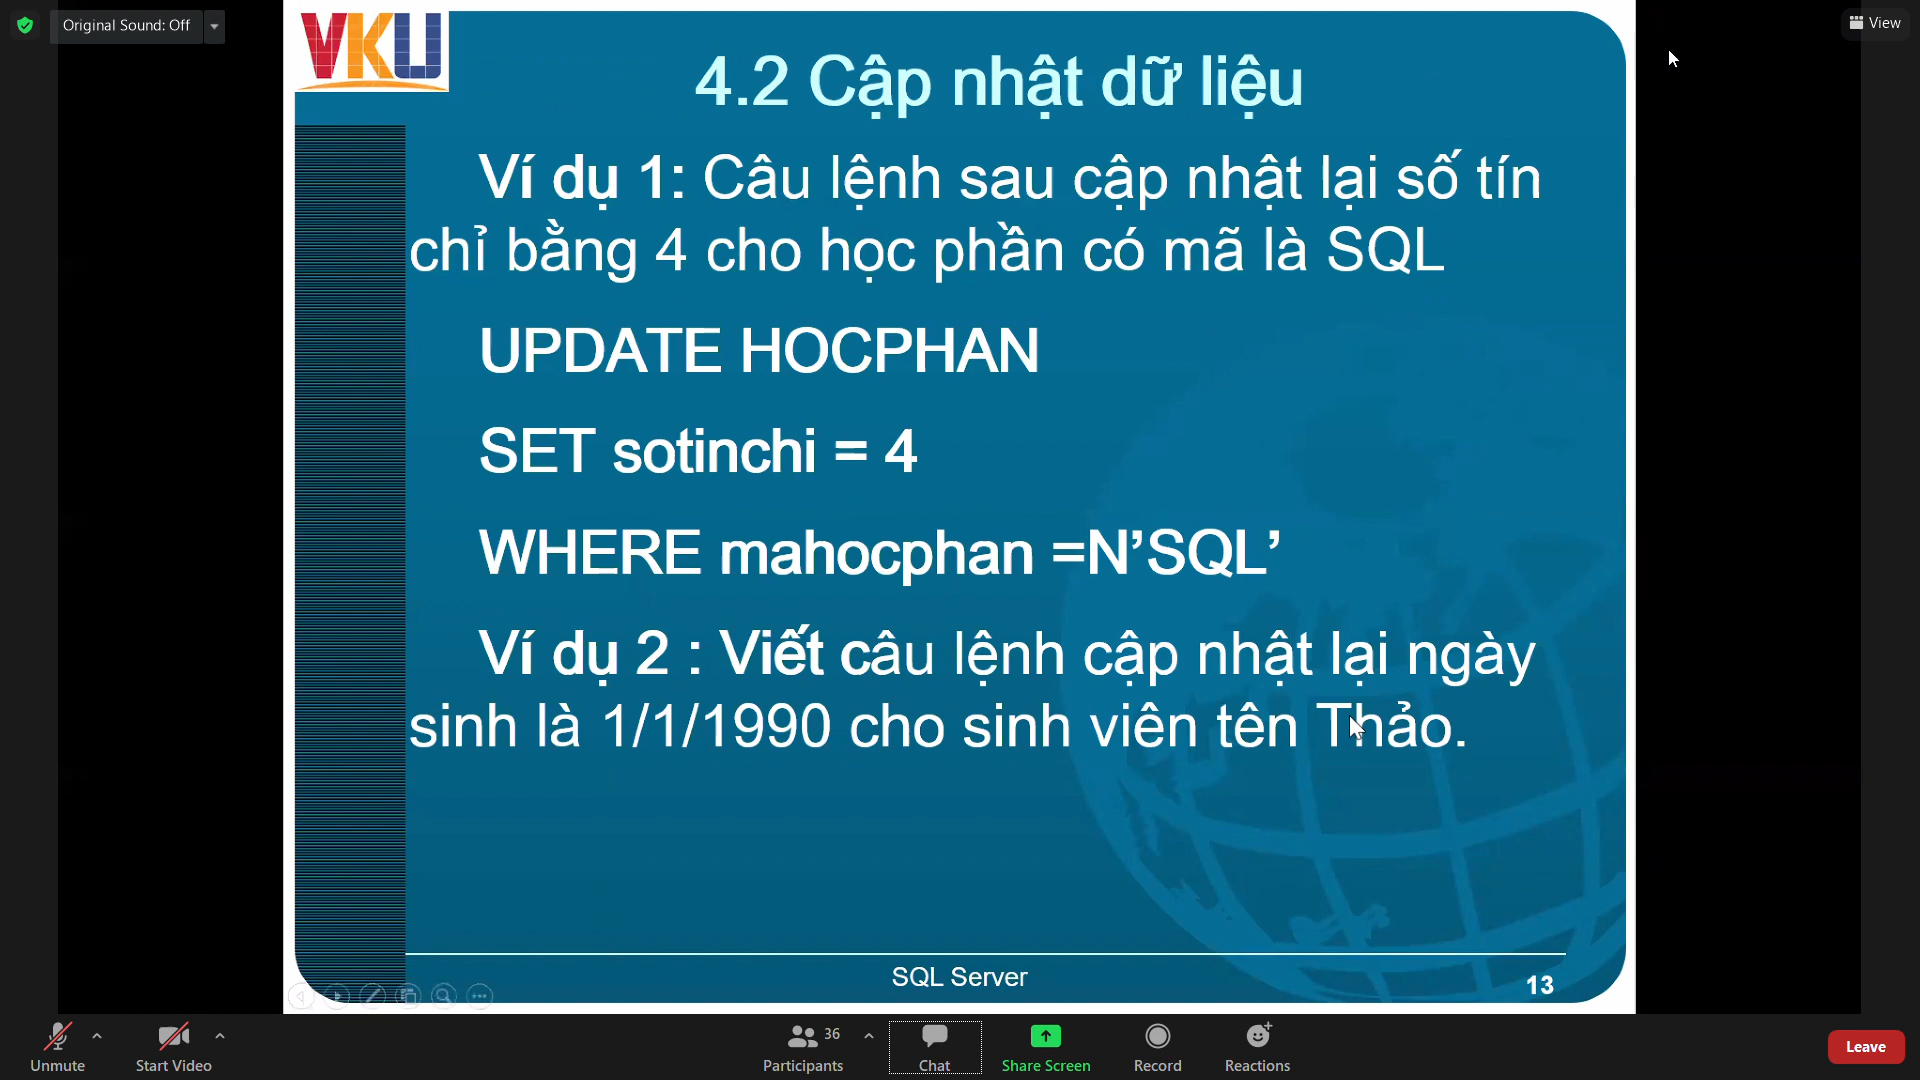 Original Sound: Off
View
VKU
4.2 Cập nhật dữ liệu
Ví dụ 1: Câu lệnh sau cập nhật lại số tín
chỉ bằng 4 cho học phần có mã là SQL
UPDATE HOCPHAN
SET sotinchi = 4
WHERE mahocphan =N’SQL’
Ví dụ 2 : Viết câu lệnh cập nhật lại ngày
sinh là 1/1/1990 cho sinh viên tên Thảo.
SQL Server
13
Unmute
Start Video
36
Participants
Chat
Share Screen
Record
Reactions
Leave